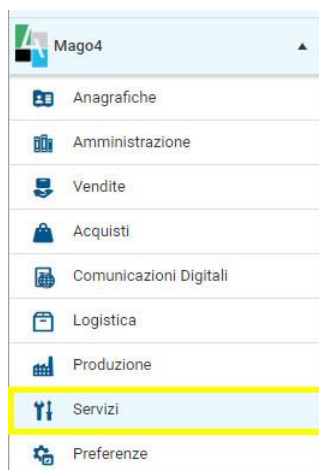 Mago4
Anagrafiche
Amministrazione
Vendite
Acquisti
Comunicazioni Digitali
Logistica
Produzione
Servizi
Preferenze